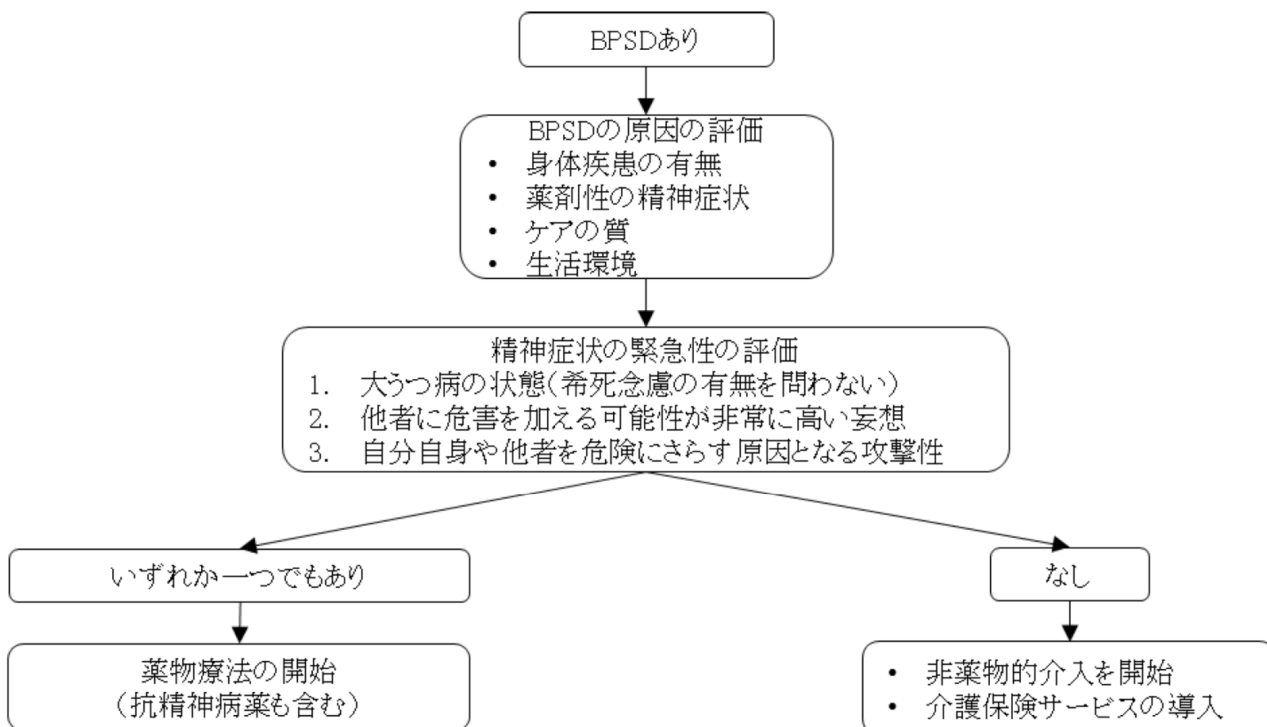 BPSDあり
BPSDの原因の評価
• 身体疾患の有無
• 薬剤性の精神症状
• ケアの質
• 生活環境
精神症状の緊急性の評価
1. 大うつ病の状態(希死念慮の有無を問わない)
2. 他者に危害を加える可能性が非常に高い妄想
3. 自分自身や他者を危険にさらす原因となる攻撃性
いずれか一つでもあり
なし
薬物療法の開始
(抗精神病薬も含む)
• 非薬物的介入を開始
• 介護保険サービスの導入